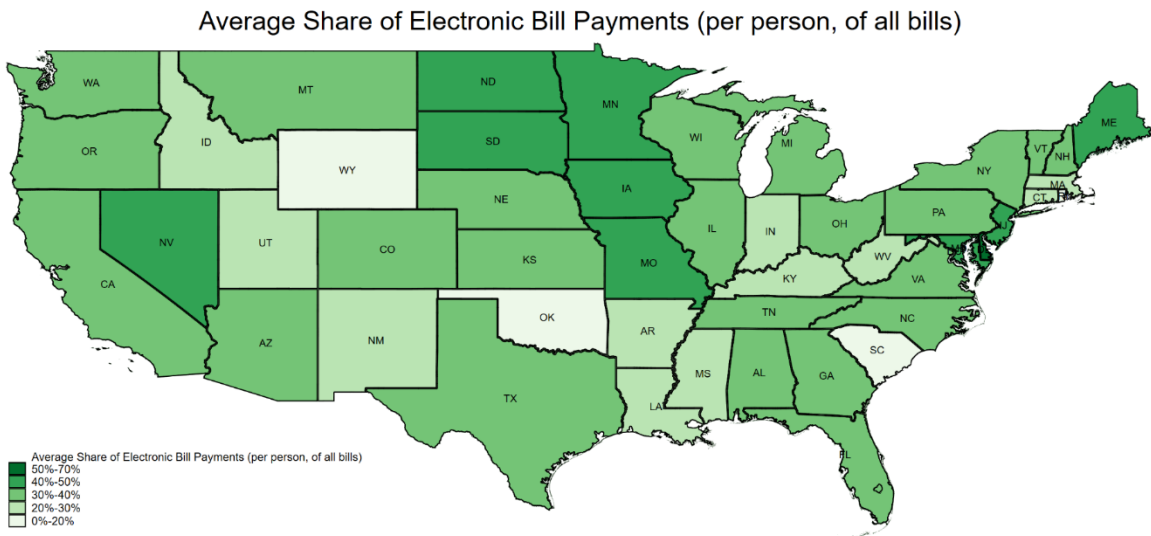 Average Share of Electronic Bill Payments (per person, of all bills)
WA
MT
ND
MN
ME
OR
ID
WY
SD
WI
MI
VT
NH
NY
MA
CT
NV
UT
CO
NE
IA
IL
IN
OH
PA
NJ
CA
KS
MO
KY
WV
VA
AZ
NM
OK
AR
TN
NC
SC
TX
LA
MS
AL
GA
FL
Average Share of Electronic Bill Payments (per person, of all bills)
50%-70%
40%-50%
30%-40%
20%-30%
0%-20%